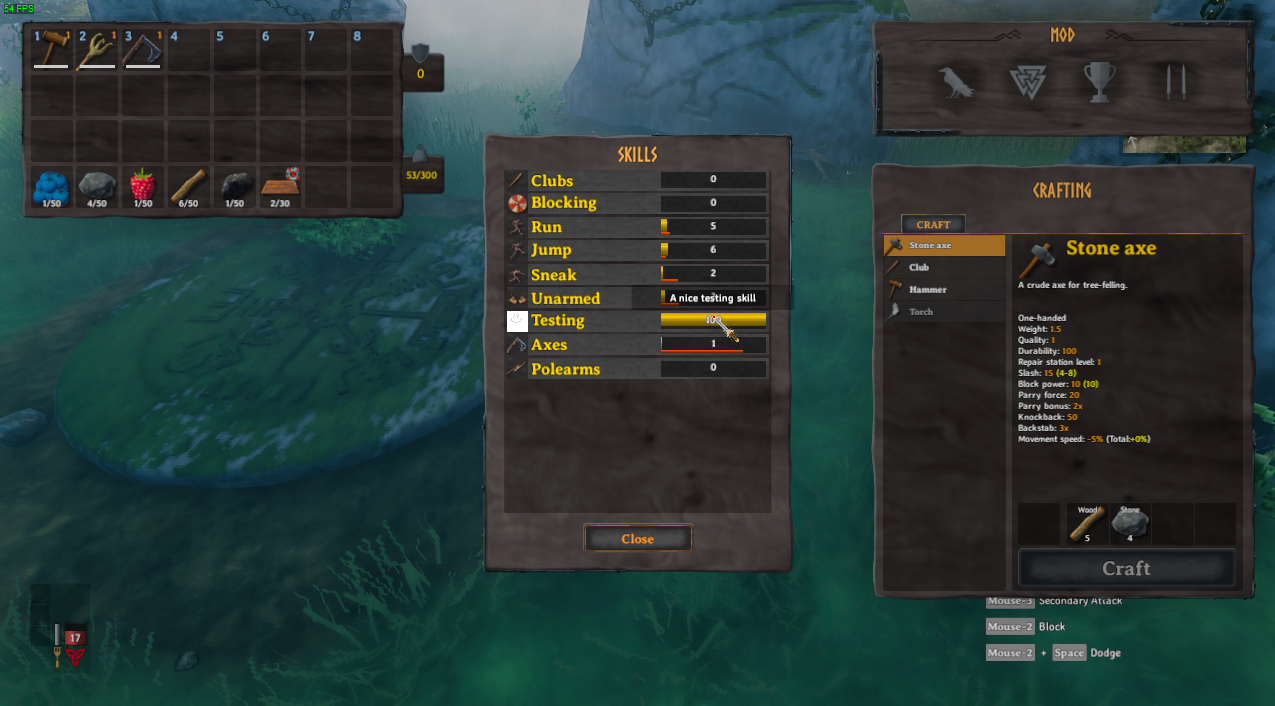 54 FPS
1 1 2 1 3 1 4 5 6 7 8
0
1/50 4/50 1/50 6/50 1/50 2/30
53/300
MOD
SKILLS
Clubs 0
Blocking 0
Run 5
Jump 6
Sneak 2
Unarmed
A nice testing skill
Testing 100
Axes 1
Polearms 0
Close
CRAFTING
CRAFT
Stone axe
Club
Hammer
Torch
Stone axe
A crude axe for tree-felling.
One-handed
Weight: 1.5
Quality: 1
Durability: 100
Repair station level: 1
Slash: 15 (4-8)
Block power: 10 (10)
Parry force: 20
Parry bonus: 2x
Knockback: 50
Backstab: 3x
Movement speed: -5% (Total:+0%)
Wood Stone
5 4
Craft
Mouse-3 Secondary Attack
Mouse-2 Block
Mouse-2 + Space Dodge
17